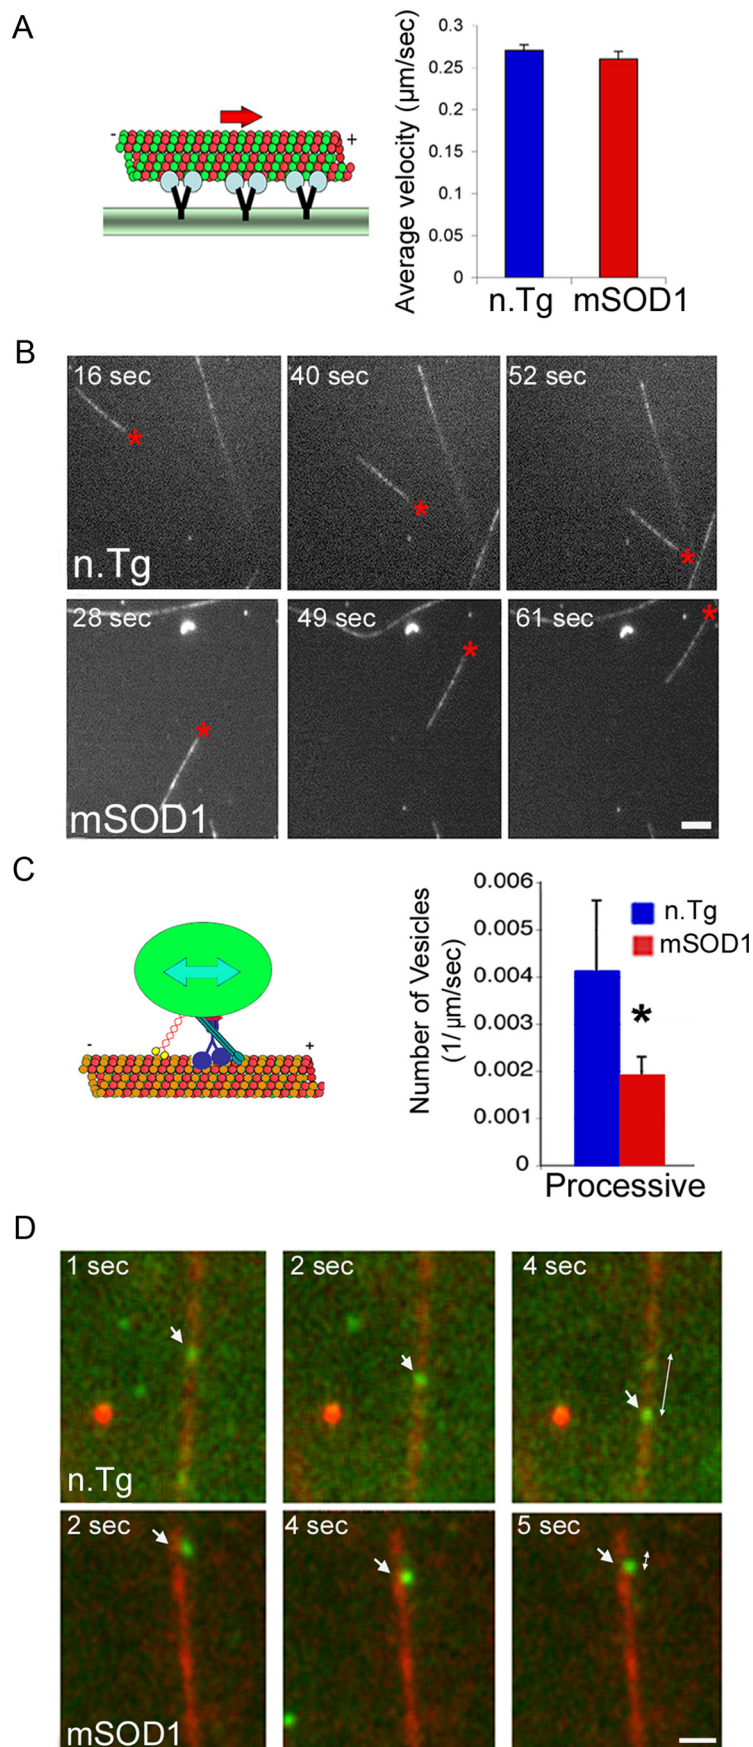 A
Average velocity (µm/sec)
0.3
0.25
0.2
0.15
0.1
0.05
0
n.Tg mSOD1
- +
B
16 sec
40 sec
52 sec
n.Tg
*
*
*
28 sec
49 sec
61 sec
mSOD1
*
*
*
C
- +
Number of Vesicles
(1/µm/sec)
0.006
0.005
0.004
0.003
0.002
0.001
0
n.Tg
mSOD1
*
Processive
D
1 sec
2 sec
4 sec
n.Tg
2 sec
4 sec
5 sec
mSOD1